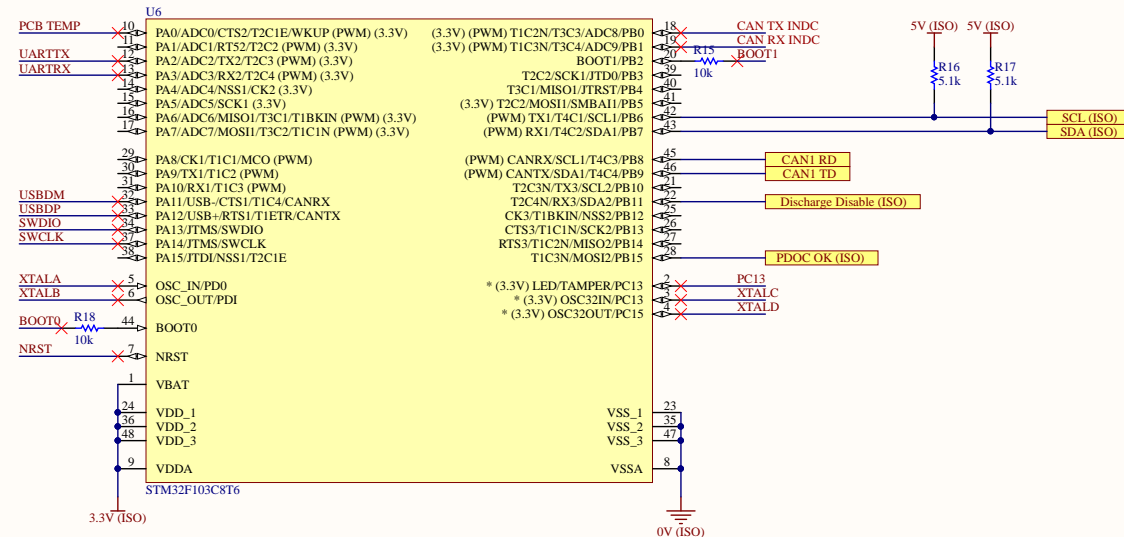 U6
PCB TEMP 10 PA0/ADC0/CTS2/T2C1E/WKUP (PWM) (3.3V)
11 PA1/ADC1/RT52/T2C2 (PWM) (3.3V)
UARTTX 12 PA2/ADC2/TX2/T2C3 (PWM) (3.3V)
UARTRX 13 PA3/ADC3/RX2/T2C4 (PWM) (3.3V)
14 PA4/ADC4/NSS1/CK2 (3.3V)
15 PA5/ADC5/SCK1 (3.3V)
16 PA6/ADC6/MISO1/T3C1/T1BKIN (PWM) (3.3V)
17 PA7/ADC7/MOSI1/T3C2/T1C1N (PWM) (3.3V)
29 PA8/CK1/T1C1/MCO (PWM)
30 PA9/TX1/T1C2 (PWM)
31 PA10/RX1/T1C3 (PWM)
USBDM 32 PA11/USB-/CTS1/T1C4/CANRX
USBDP 33 PA12/USB+/RTS1/T1ETR/CANTX
SWDIO 34 PA13/JTMS/SWDIO
SWCLK 37 PA14/JTMS/SWCLK
38 PA15/JTDI/NSS1/T2C1E
XTALA 5 OSC_IN/PD0
XTALB 6 OSC_OUT/PDI
BOOT0 R18 10k 44 BOOT0
NRST 7 NRST
1 VBAT
24 VDD_1
36 VDD_2
48 VDD_3
9 VDDA
3.3V (ISO)
STM32F103C8T6
(3.3V) (PWM) T1C2N/T3C3/ADC8/PB0 18 CAN TX INDC
(3.3V) (PWM) T1C3N/T3C4/ADC9/PB1 19 CAN RX INDC
BOOT1/PB2 20 R15 10k BOOT1
T2C2/SCK1/JTD0/PB3 39
T3C1/MISO1/JTRST/PB4 40
(3.3V) T2C2/MOSI1/SMBAI1/PB5 41
(PWM) TX1/T4C1/SCL1/PB6 42 SCL (ISO)
(PWM) RX1/T4C2/SDA1/PB7 43 SDA (ISO)
5V (ISO) 5V (ISO)
R16 5.1k
R17 5.1k
(PWM) CANRX/SCL1/T4C3/PB8 45 CAN1 RD
(PWM) CANTX/SDA1/T4C4/PB9 46 CAN1 TD
T2C3N/TX3/SCL2/PB10 21
T2C4N/RX3/SDA2/PB11 22 Discharge Disable (ISO)
CK3/T1BKIN/NSS2/PB12 25
CTS3/T1C1N/SCK2/PB13 26
RTS3/T1C2N/MISO2/PB14 27
T1C3N/MOSI2/PB15 28 PDOC OK (ISO)
* (3.3V) LED/TAMPER/PC13 2 PC13
* (3.3V) OSC32IN/PC13 3 XTALC
* (3.3V) OSC32OUT/PC15 4 XTALD
VSS_1 23
VSS_2 35
VSS_3 47
VSSA 8
0V (ISO)